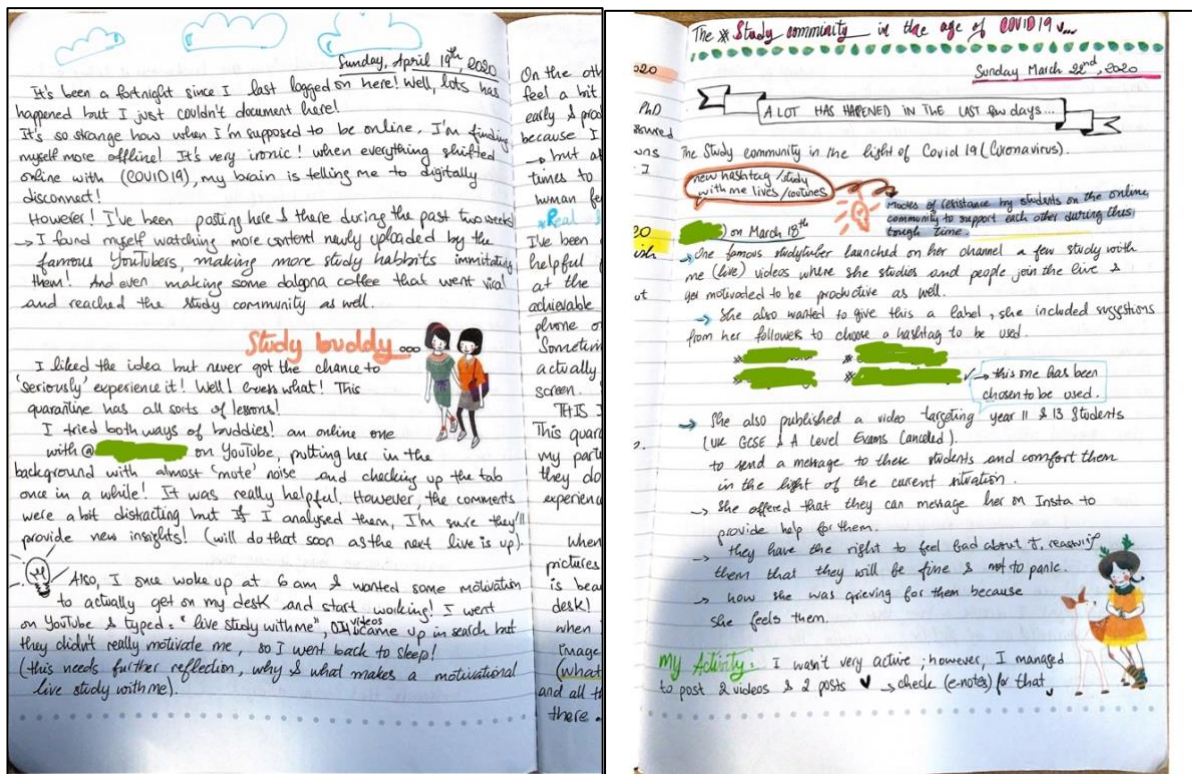 Sunday, April 19th 2020
It's been a fortnight since I last logged on here! Well, lots has
happened but I just couldn't document here!
It's so strange how when I'm supposed to be online, I'm finding
myself more offline! It's very ironic! when everything shifted
online with (COVID19), my brain is telling me to digitally
disconnect!
However! I've been posting here & there during the past two weeks
→ I found myself watching more content newly uploaded by the
famous YouTubers, making more study habbits immitating
them! And even making some dalgona coffee that went viral
and reached the study community as well.
Study buddy ...
I liked the idea but never got the chance to
'seriously' experience it! Well! Guess what! This
quarantine has all sorts of lessons!
I tried both ways of buddies! an online one
with @ on YouTube, putting her in the
background with almost 'mute' noise and checking up the tab
once in a while! It was really helpful. However, the comments
were a bit distracting but If I analysed them, I'm sure they'll
provide new insights! (will do that soon as the next live is up).
Also, I once woke up at 6 am & wanted some motivation
to actually get on my desk and start working! I went
on YouTube & typed: "live study with me", videos came up in search but
they didn't really motivate me, so I went back to sleep!
(this needs further reflection, why & what makes a motivational
live study with me).
On the oth
feel a bit
early & prod
because I
→ but at
times to
human fe
*Real
I've been
helpful
at the
achievable
phone or
Sometim
actually
screen.
THIS I
This quar
my part
they do
experienc
when
pictures
is bea
desk!
when
image
(what
and all th
there.
The # Study comminity in the age of COVID19
Sunday March 22nd, 2020
A LOT HAS HAPENED IN THE LAST few days...
The Study community in the light of Covid 19 (Coronavirus).
new hashtag /study
with me lives /routines
Modes of resistance by students on the online
community to support each other during this
tough time.
) on March 18th
→ One famous studytuber launched on her channel a few study with
me (live) videos where she studies and people join the live &
get motivaded to be productive as well.
→ She also wanted to give this a label, she included suggestions
from her follower to choose a hashtag to be used.
# #
# # ✓ → this one has been
chosen to be used.
→ She also published a video targeting year 11 & 13 Students
(UK GCSE & A Level Exams Canceled).
to send a message to these students and comfort them
in the light of the current situation.
→ She offered that they can message her on Insta to
provide help for them.
→ they have the right to feel bad about it, reassuring
them that they will be fine & not to panic.
→ how she was grieving for them because
she feels them.
My Activity: I wasn't very active; however, I managed
to post 2 videos & 2 posts ✓ → check (e-notes) for that
020
PhD
wns
I
20
ish
ut